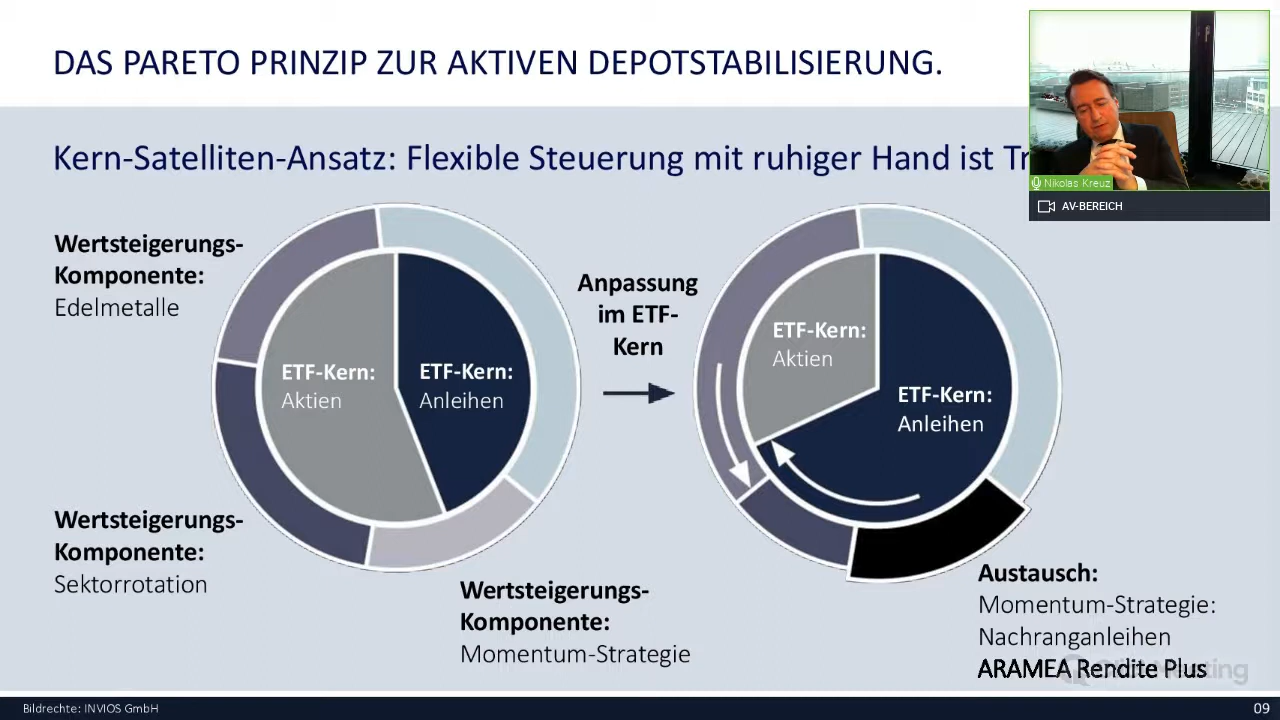 DAS PARETO PRINZIP ZUR AKTIVEN DEPOTSTABILISIERUNG.
Nikolas Kreuz
AV-BEREICH
Kern-Satelliten-Ansatz: Flexible Steuerung mit ruhiger Hand ist
Wertsteigerungs-
Komponente:
Edelmetalle
ETF-Kern:
Aktien
ETF-Kern:
Anleihen
Wertsteigerungs-
Komponente:
Sektorrotation
Wertsteigerungs-
Komponente:
Momentum-Strategie
Anpassung
im ETF-
Kern
ETF-Kern:
Aktien
ETF-Kern:
Anleihen
Austausch:
Momentum-Strategie:
Nachranganleihen
ARAMEA Rendite Plus
Bildrechte: INVIOS GmbH
09